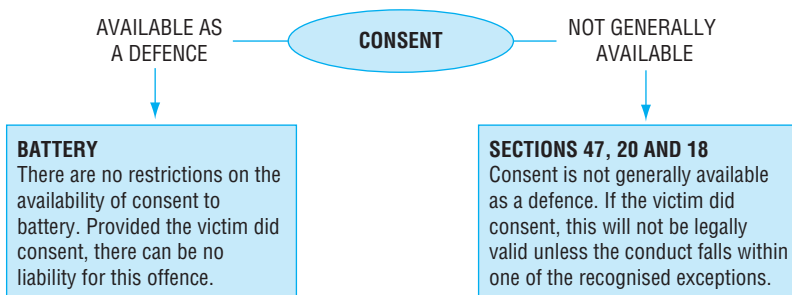 AVAILABLE AS
A DEFENCE
CONSENT
NOT GENERALLY
AVAILABLE
BATTERY
There are no restrictions on the
availability of consent to
battery. Provided the victim did
consent, there can be no
liability for this offence.
SECTIONS 47, 20 AND 18
Consent is not generally available
as a defence. If the victim did
consent, this will not be legally
valid unless the conduct falls within
one of the recognised exceptions.